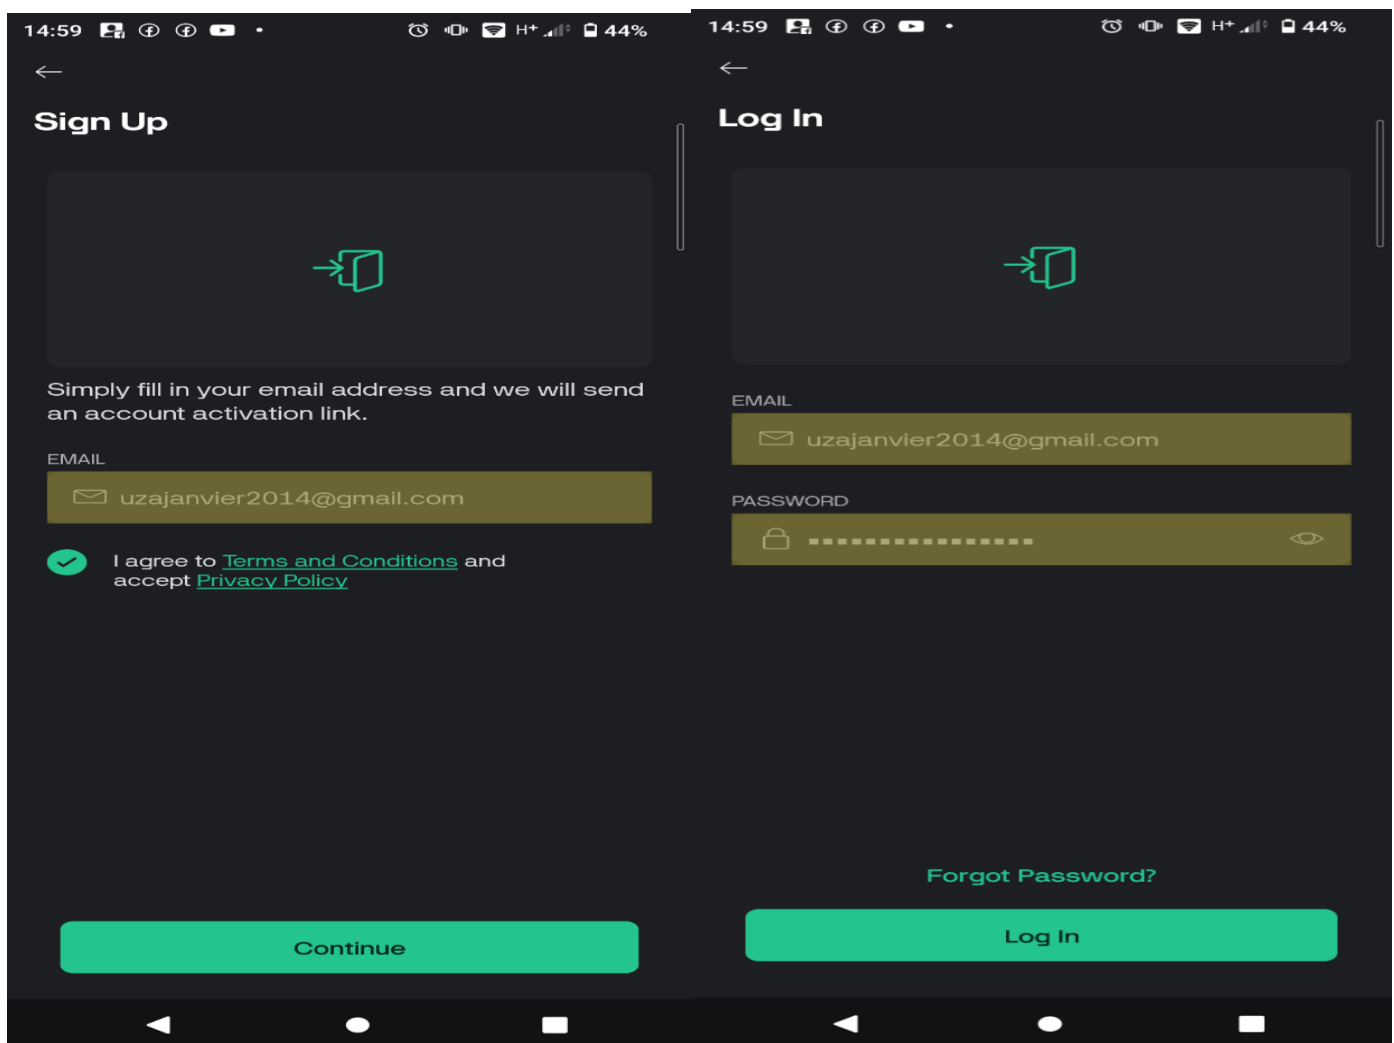 14:59
H+ 44%
Sign Up
Simply fill in your email address and we will send
an account activation link.
EMAIL
uzajanvier2014@gmail.com
I agree to Terms and Conditions and
accept Privacy Policy
Continue
14:59
H+ 44%
Log In
EMAIL
uzajanvier2014@gmail.com
PASSWORD
Forgot Password?
Log In